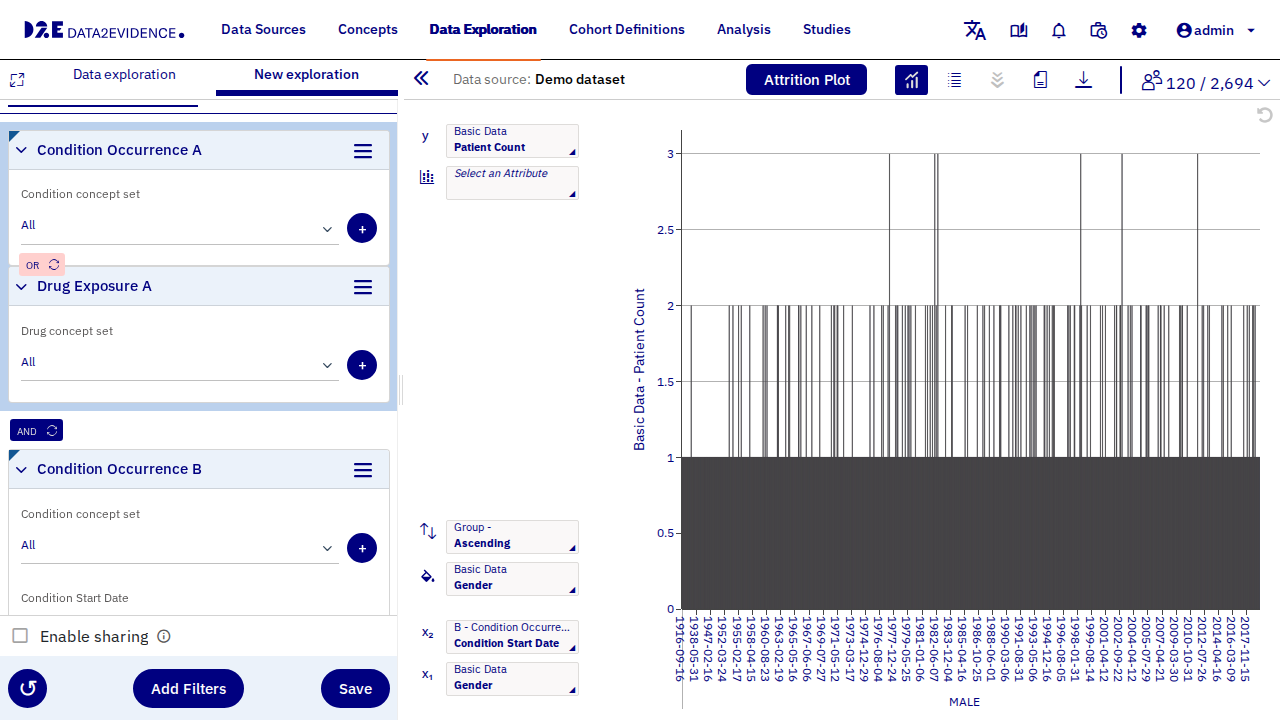 D2E DATA2EVIDENCE.
Data Sources
Concepts
Data Exploration
Cohort Definitions
Analysis
Studies
admin
Data exploration
New exploration
Data source: Demo dataset
Attrition Plot
120 / 2,694
Condition Occurrence A
Condition concept set
All
+
OR
Drug Exposure A
Drug concept set
All
+
AND
Condition Occurrence B
Condition concept set
All
+
Condition Start Date
Enable sharing
Add Filters
Save
y
Basic Data
Patient Count
Select an Attribute
Group -
Ascending
Basic Data
Gender
X₂
B - Condition Occurre...
Condition Start Date
X₁
Basic Data
Gender
Basic Data - Patient Count
3
2.5
2
1.5
1
0.5
0
1916-09-16
1938-05-31
1947-02-16
1952-03-24
1955-02-17
1958-04-15
1960-08-23
1963-02-19
1965-05-16
1967-06-06
1969-07-27
1971-05-12
1973-03-17
1974-12-29
1976-08-04
1977-12-24
1979-05-25
1981-01-06
1982-06-07
1983-12-04
1985-04-16
1986-09-25
1988-06-01
1990-03-06
1991-08-31
1993-05-06
1994-12-16
1996-08-05
1998-01-31
1999-08-14
2001-04-12
2002-09-22
2004-04-12
2005-07-29
2007-04-21
2009-03-30
2010-10-31
2012-07-26
2014-04-16
2016-03-09
2017-11-15
MALE